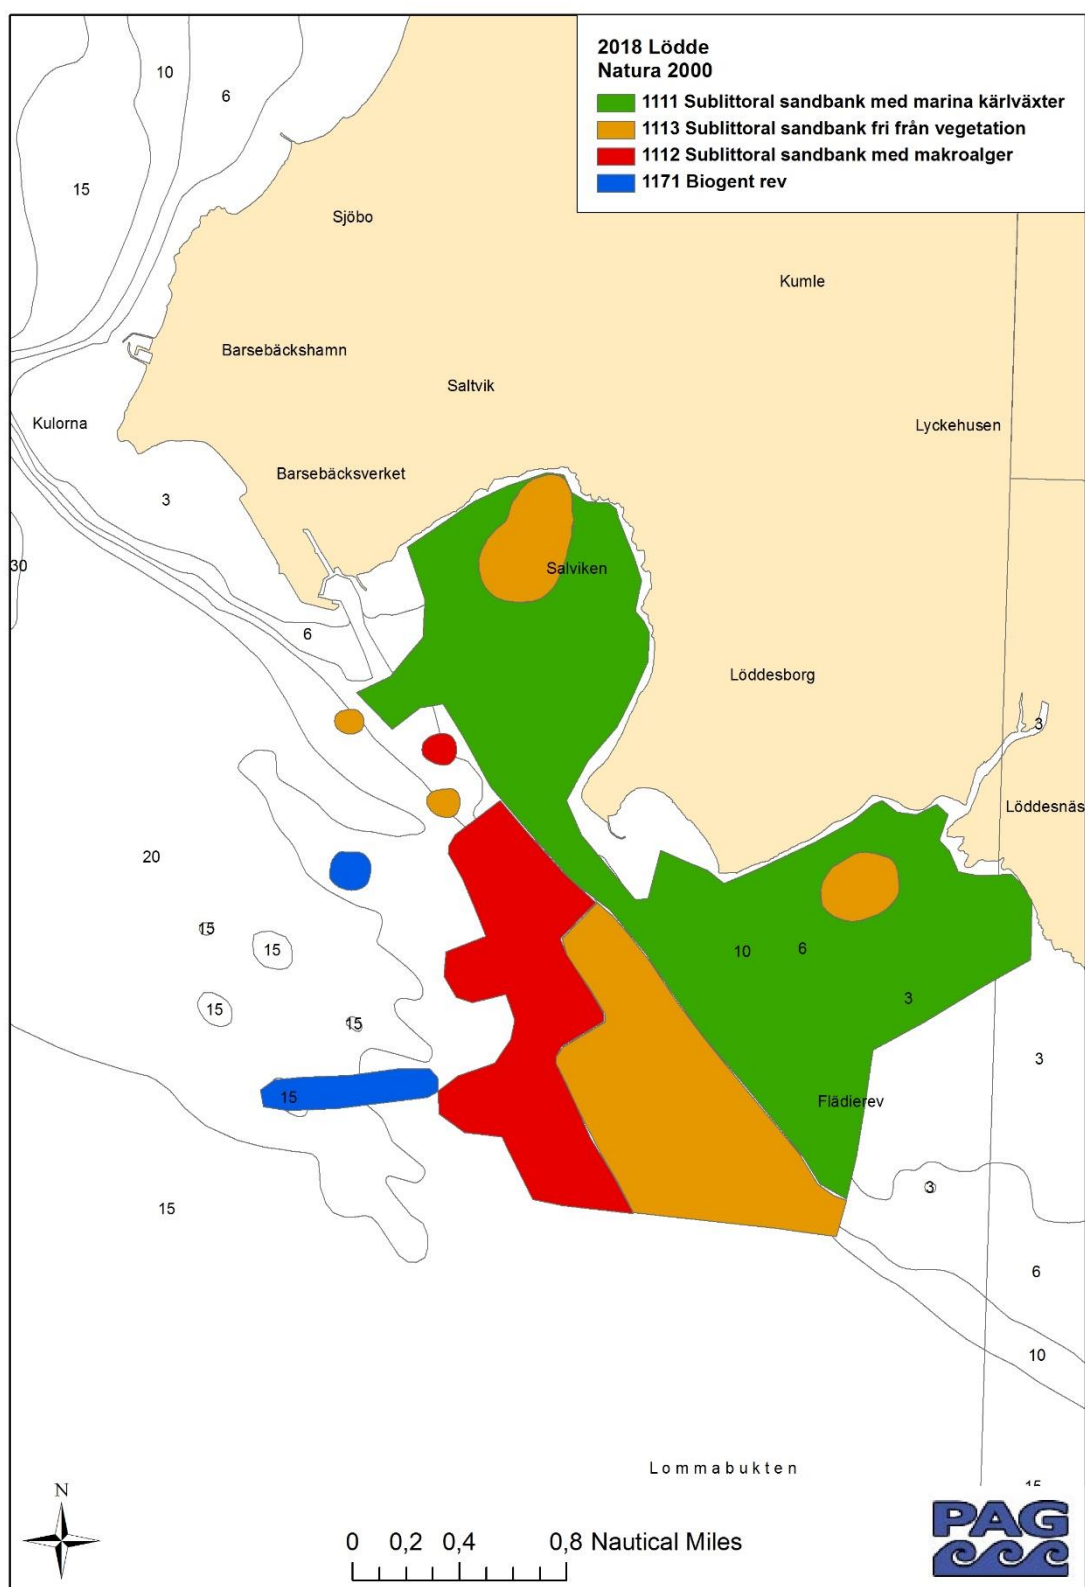 2018 Lödde
Natura 2000
1111 Sublittoral sandbank med marina kärlväxter
1113 Sublittoral sandbank fri från vegetation
1112 Sublittoral sandbank med makroalger
1171 Biogent rev
10
6
15
Sjöbo
Kumle
Barsebäckshamn
Saltvik
Kulorna
Lyckehusen
Barsebäcksverket
3
30
Salviken
6
Löddesborg
3
Löddesnäs
20
15
15
10
6
3
15
15
3
15
Flädierev
3
15
6
10
Lommabukten
N
0 0,2 0,4 0,8 Nautical Miles
PAG